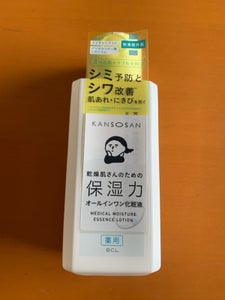 シミ予防と
シワ改善
肌あれ・にきびを防ぐ
KANSOSAN
乾燥肌さんのための
保湿力
オールインワン化粧液
MEDICAL MOISTURE
ESSENCE LOTION
薬用
BCL